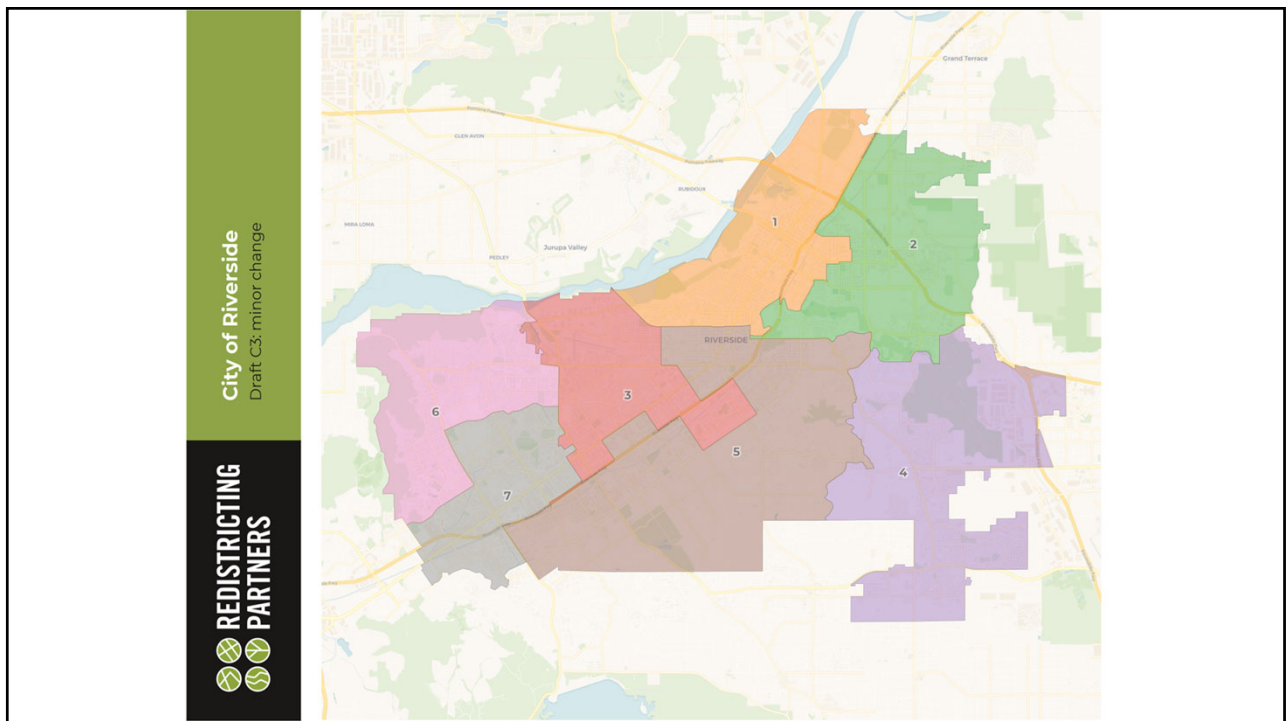 City of Riverside
Draft C3: minor change
REDISTRICTING
PARTNERS
Grand Terrace
GLEN AVON
RUBIDOUX
MIRA LOMA
Jurupa Valley
PEDLEY
RIVERSIDE
1
2
3
4
5
6
7